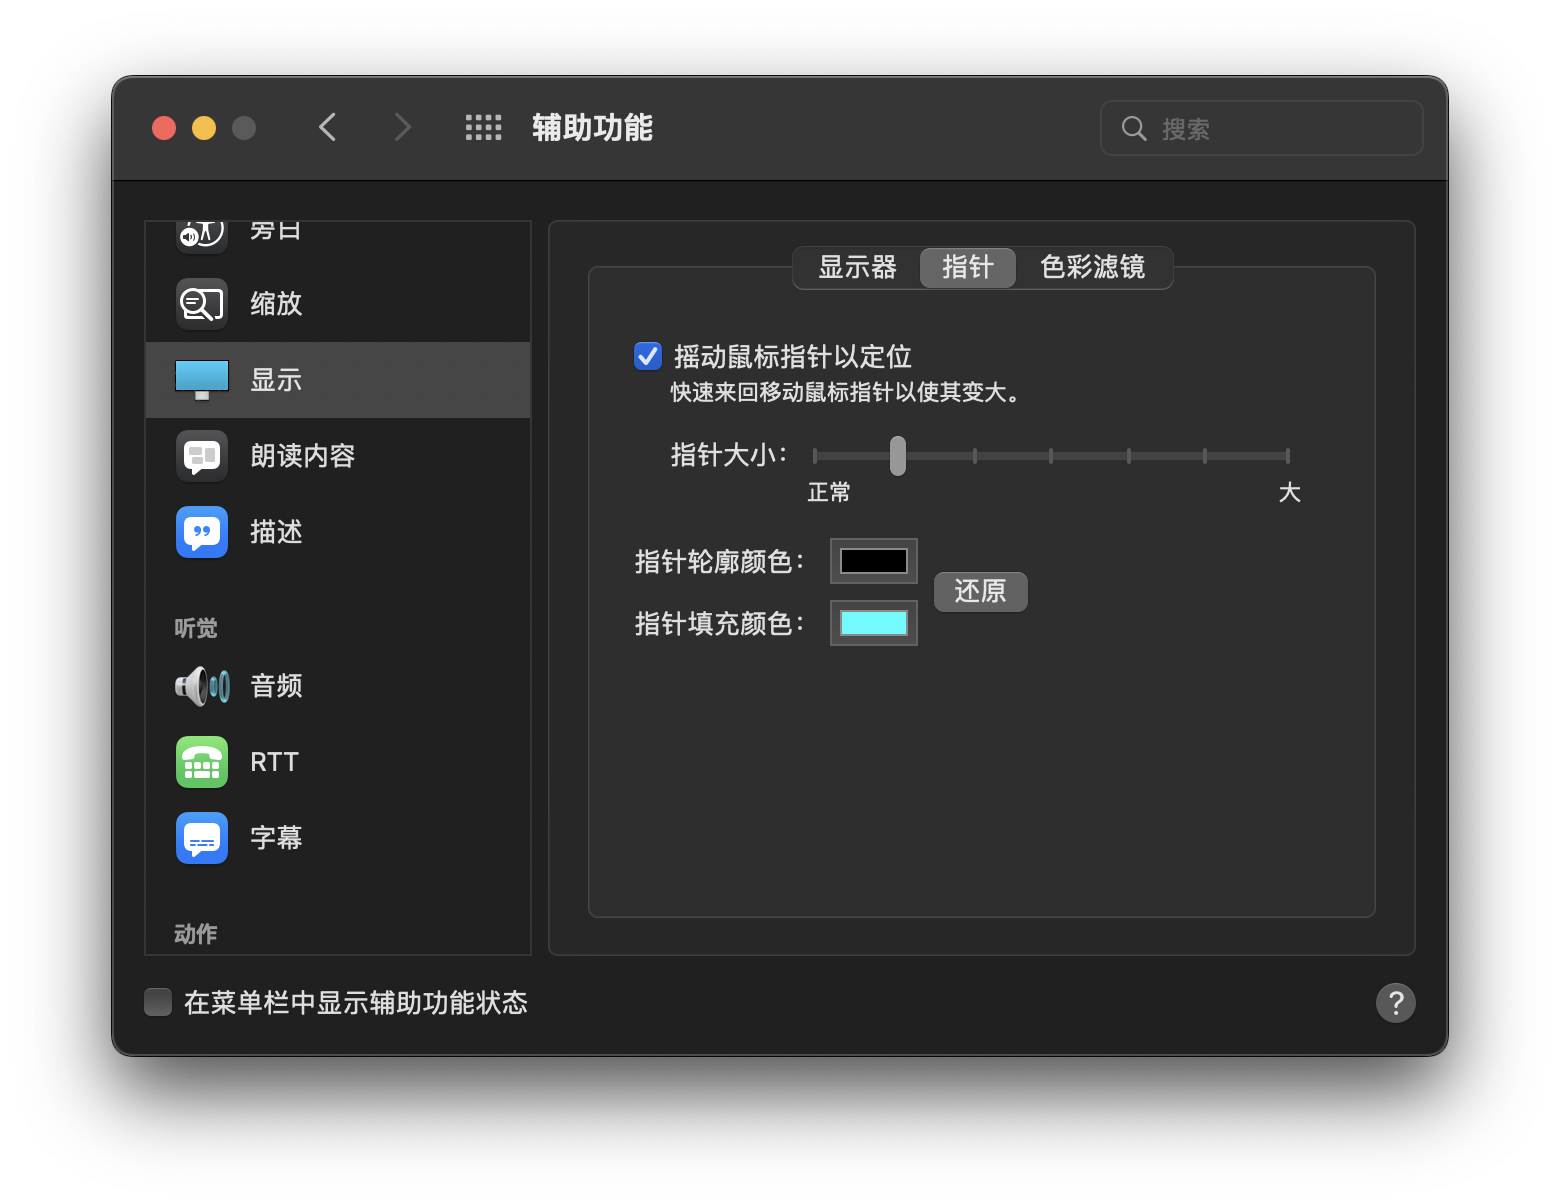 辅助功能
搜索
旁白
缩放
显示
朗读内容
描述
听觉
音频
RTT
字幕
动作
显示器
指针
色彩滤镜
摇动鼠标指针以定位
快速来回移动鼠标指针以使其变大。
指针大小：
正常
大
指针轮廓颜色：
还原
指针填充颜色：
在菜单栏中显示辅助功能状态
?